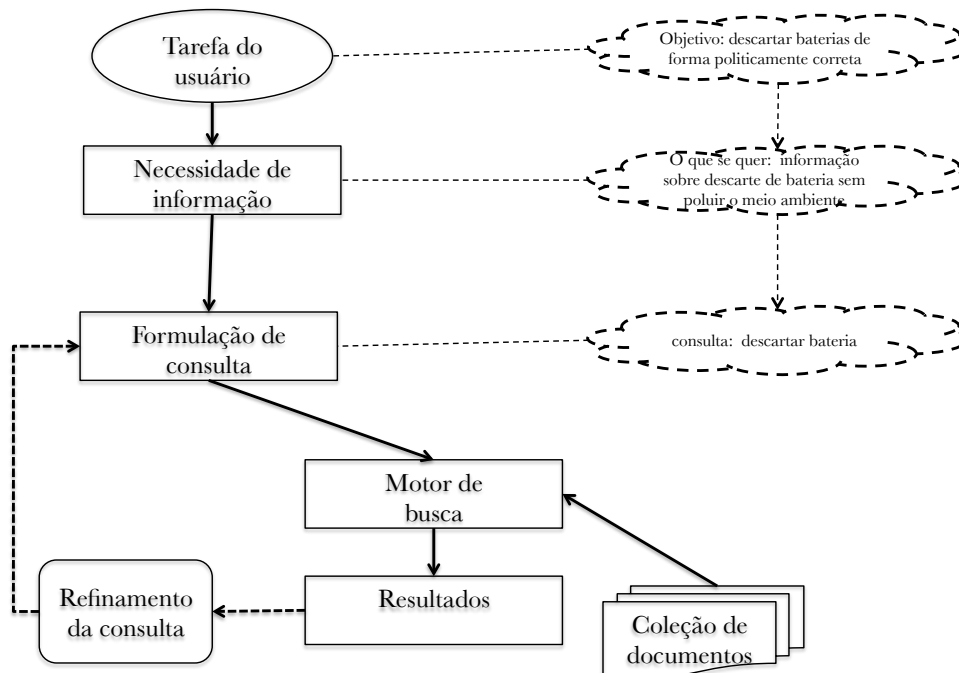 Tarefa do
usuário
Objetivo: descartar baterias de
forma politicamente correta
Necessidade de
informação
O que se quer: informação
sobre descarte de bateria sem
poluir o meio ambiente
Formulação de
consulta
consulta: descartar bateria
Motor de
busca
Refinamento
da consulta
Resultados
Coleção de
documentos